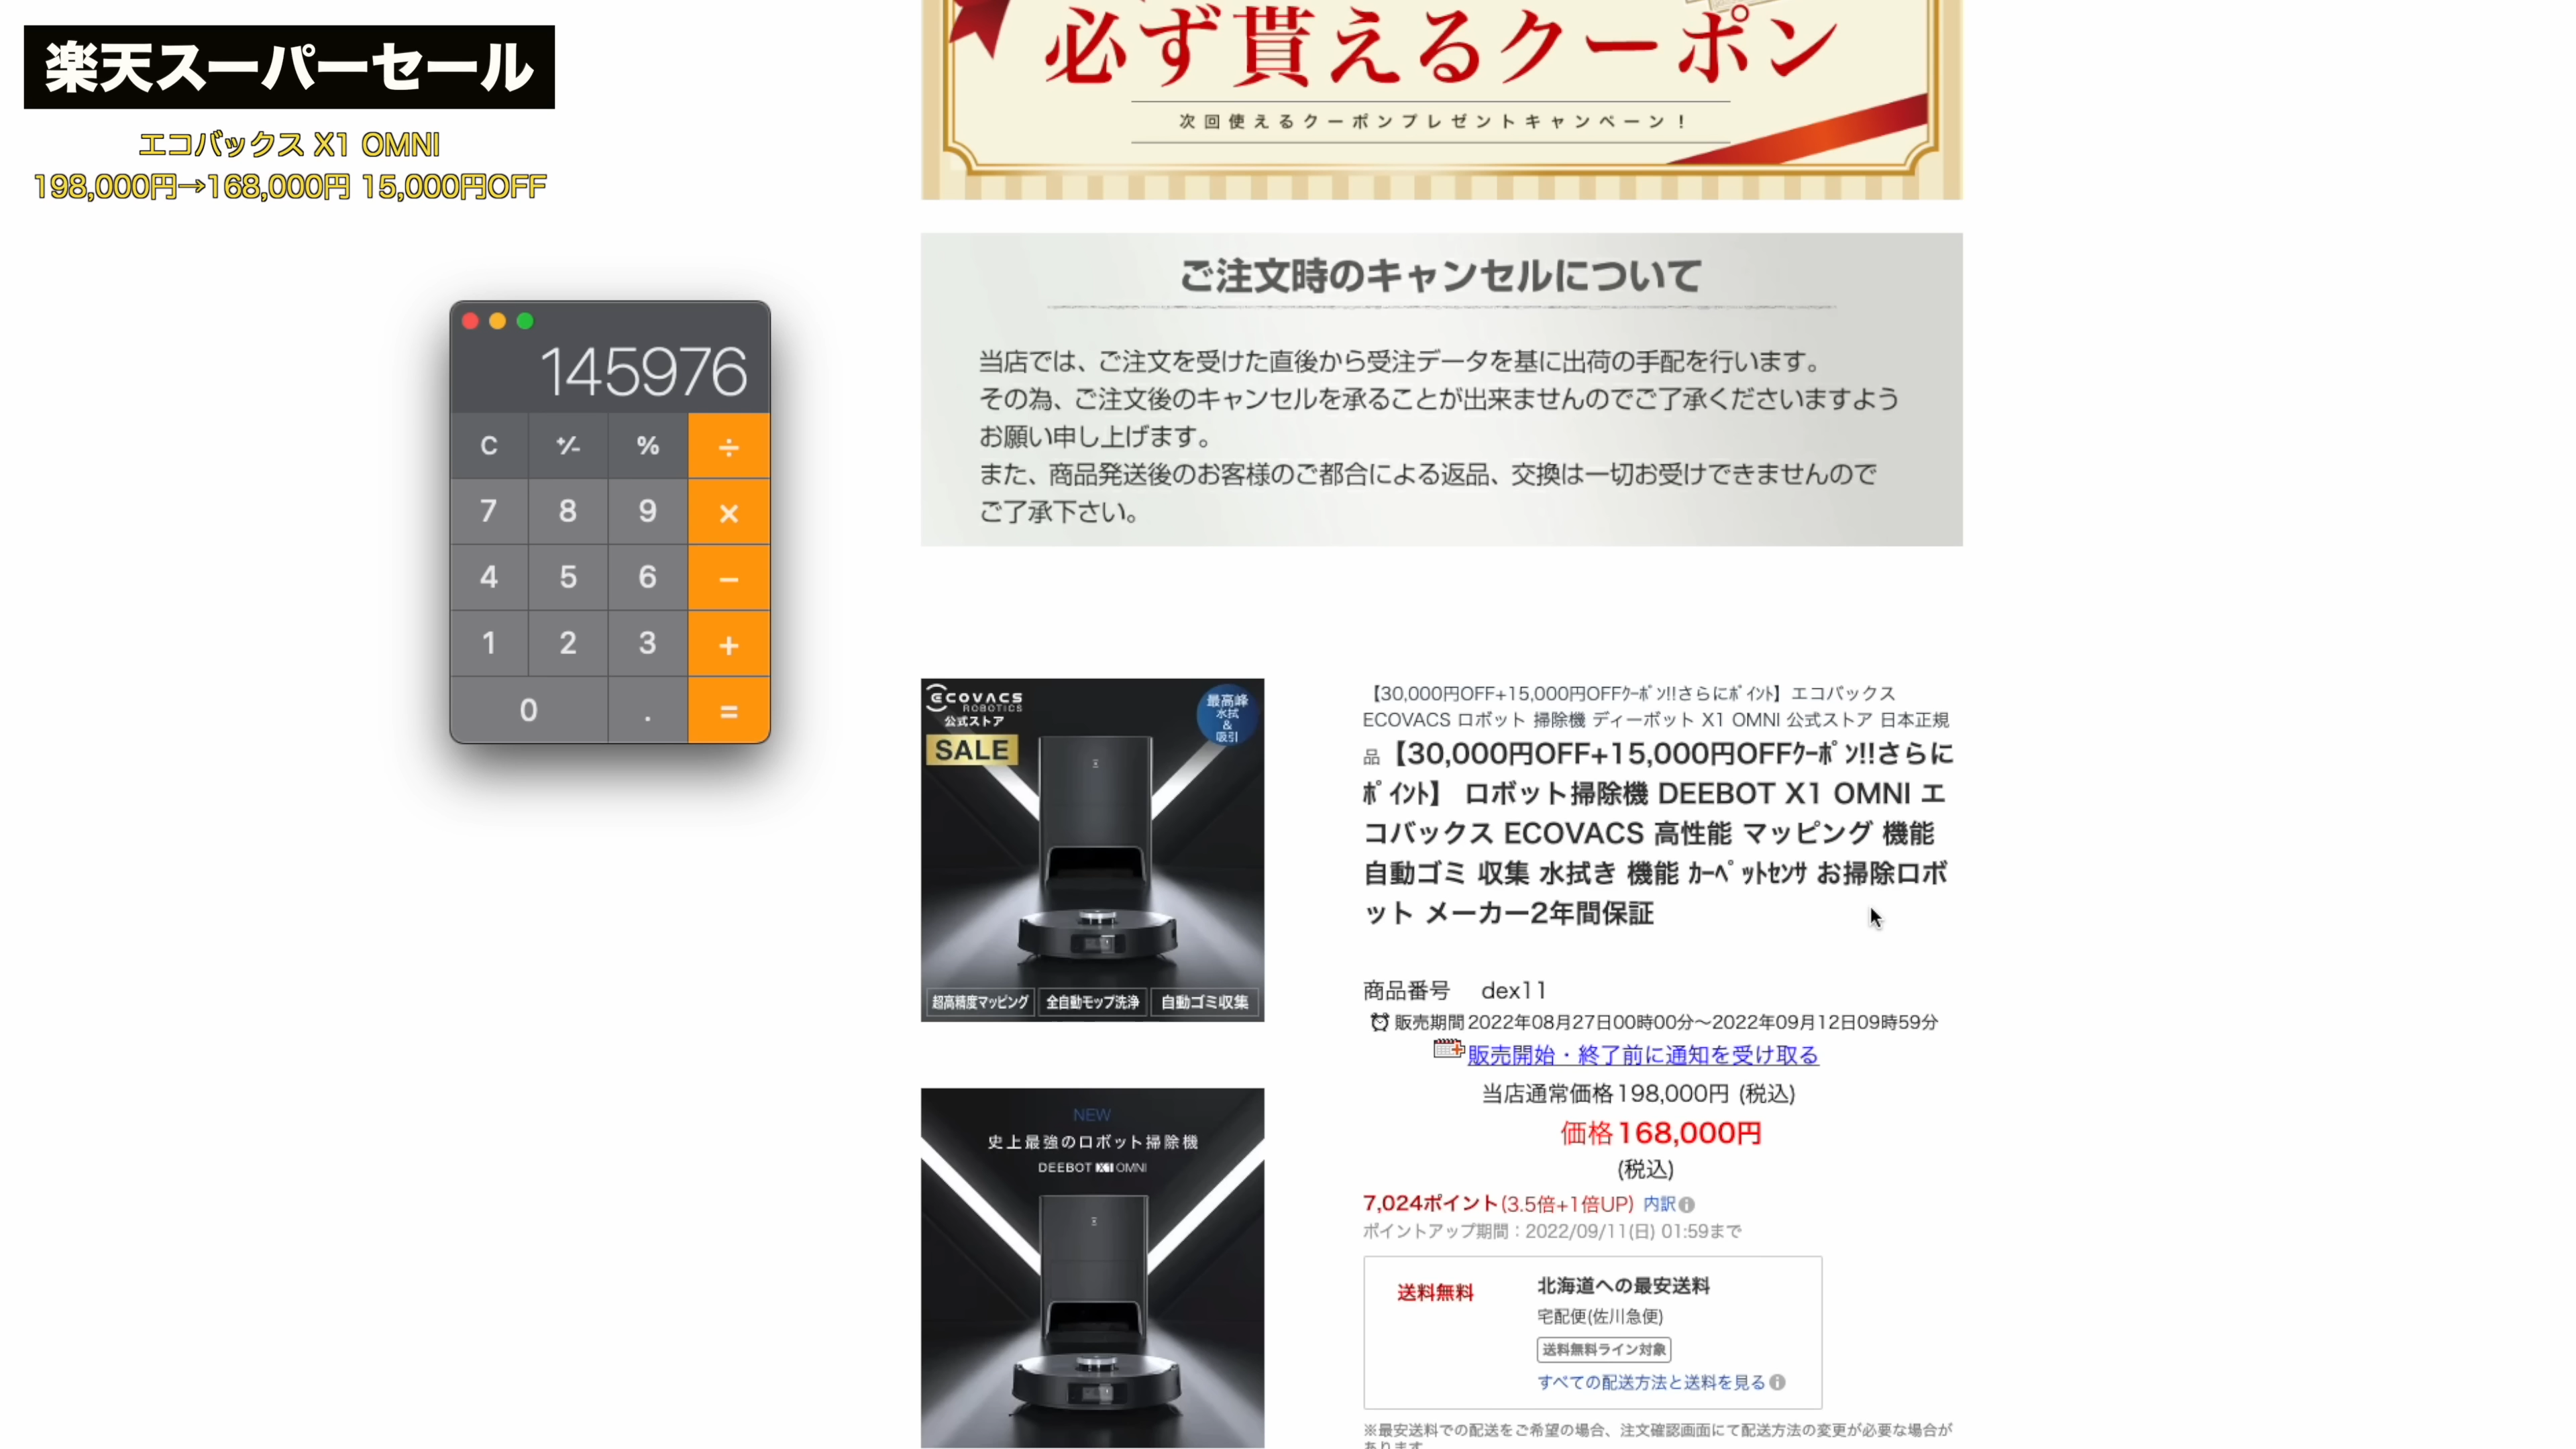 楽天スーパーセール
エコバックス X1 OMNI
198,000円→168,000円 15,000円OFF
145976
C +∕- % ÷
7 8 9 ×
4 5 6 −
1 2 3 +
0 . =
必ず貰えるクーポン
次回使えるクーポンプレゼントキャンペーン！
ご注文時のキャンセルについて
当店では、ご注文を受けた直後から受注データを基に出荷の手配を行います。
その為、ご注文後のキャンセルを承ることが出来ませんのでご了承くださいますよう
お願い申し上げます。
また、商品発送後のお客様のご都合による返品、交換は一切お受けできませんので
ご了承下さい。
ECOVACS
ROBOTICS
公式ストア
SALE
最高峰
水拭
&
吸引
超高精度マッピング 全自動モップ洗浄 自動ゴミ収集
NEW
史上最強のロボット掃除機
DEEBOT X1 OMNI
【30,000円OFF+15,000円OFFｸｰﾎﾟﾝ!!さらにﾎﾟｲﾝﾄ】エコバックス
ECOVACS ロボット 掃除機 ディーボット X1 OMNI 公式ストア 日本正規
品【30,000円OFF+15,000円OFFｸｰﾎﾟﾝ!!さらに
ﾎﾟｲﾝﾄ】 ロボット掃除機 DEEBOT X1 OMNI エ
コバックス ECOVACS 高性能 マッピング 機能
自動ゴミ 収集 水拭き 機能 ｶｰﾍﾟｯﾄｾﾝｻ お掃除ロボ
ット メーカー2年間保証
商品番号 dex11
販売期間 2022年08月27日00時00分～2022年09月12日09時59分
販売開始・終了前に通知を受け取る
当店通常価格 198,000円 (税込)
価格 168,000円
(税込)
7,024ポイント(3.5倍+1倍UP) 内訳
ポイントアップ期間：2022/09/11(日) 01:59まで
送料無料
北海道への最安送料
宅配便(佐川急便)
送料無料ライン対象
すべての配送方法と送料を見る
※最安送料での配送をご希望の場合、注文確認画面にて配送方法の変更が必要な場合が
あります